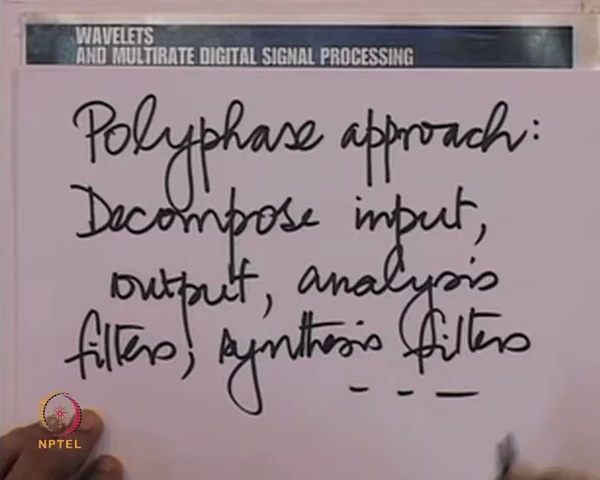 WAVELETS
AND MULTIRATE DIGITAL SIGNAL PROCESSING
Polyphase approach:
Decompose input,
output, analysis
filters, synthesis filters
- - -
NPTEL